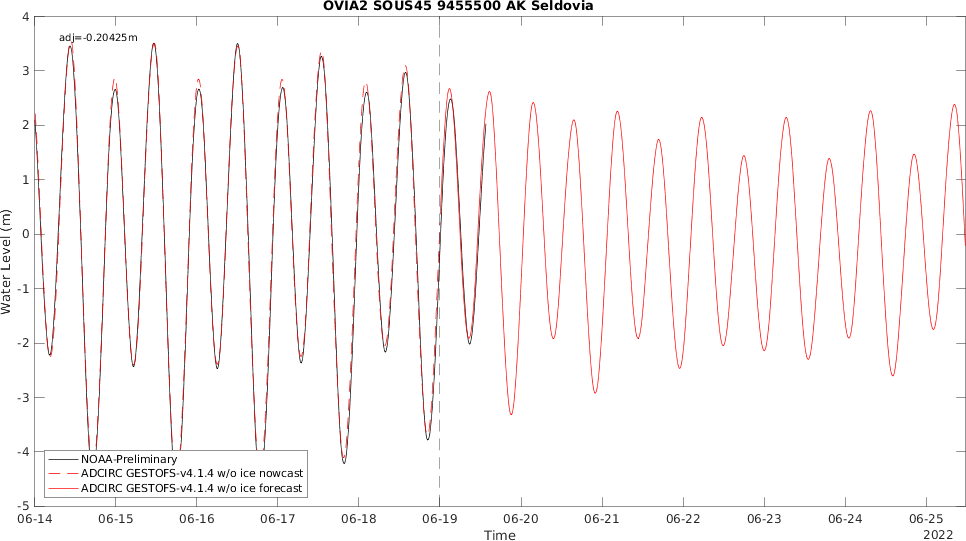 OVIA2 SOUS45 9455500 AK Seldovia
adj=-0.20425m
4
3
2
1
0
-1
-2
-3
-4
-5
Water Level (m)
NOAA-Preliminary
ADCIRC GESTOFS-v4.1.4 w/o ice nowcast
ADCIRC GESTOFS-v4.1.4 w/o ice forecast
06-14 06-15 06-16 06-17 06-18 06-19 06-20 06-21 06-22 06-23 06-24 06-25
Time
2022